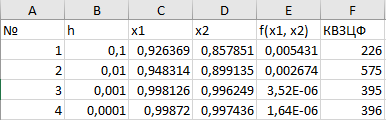 A B C D E F
№ h x1 x2 f(x1, x2) КВЗЦФ
1 0,1 0,926369 0,857851 0,005431 226
2 0,01 0,948314 0,899135 0,002674 575
3 0,001 0,998126 0,996249 3,52E-06 395
4 0,0001 0,99872 0,997436 1,64E-06 396